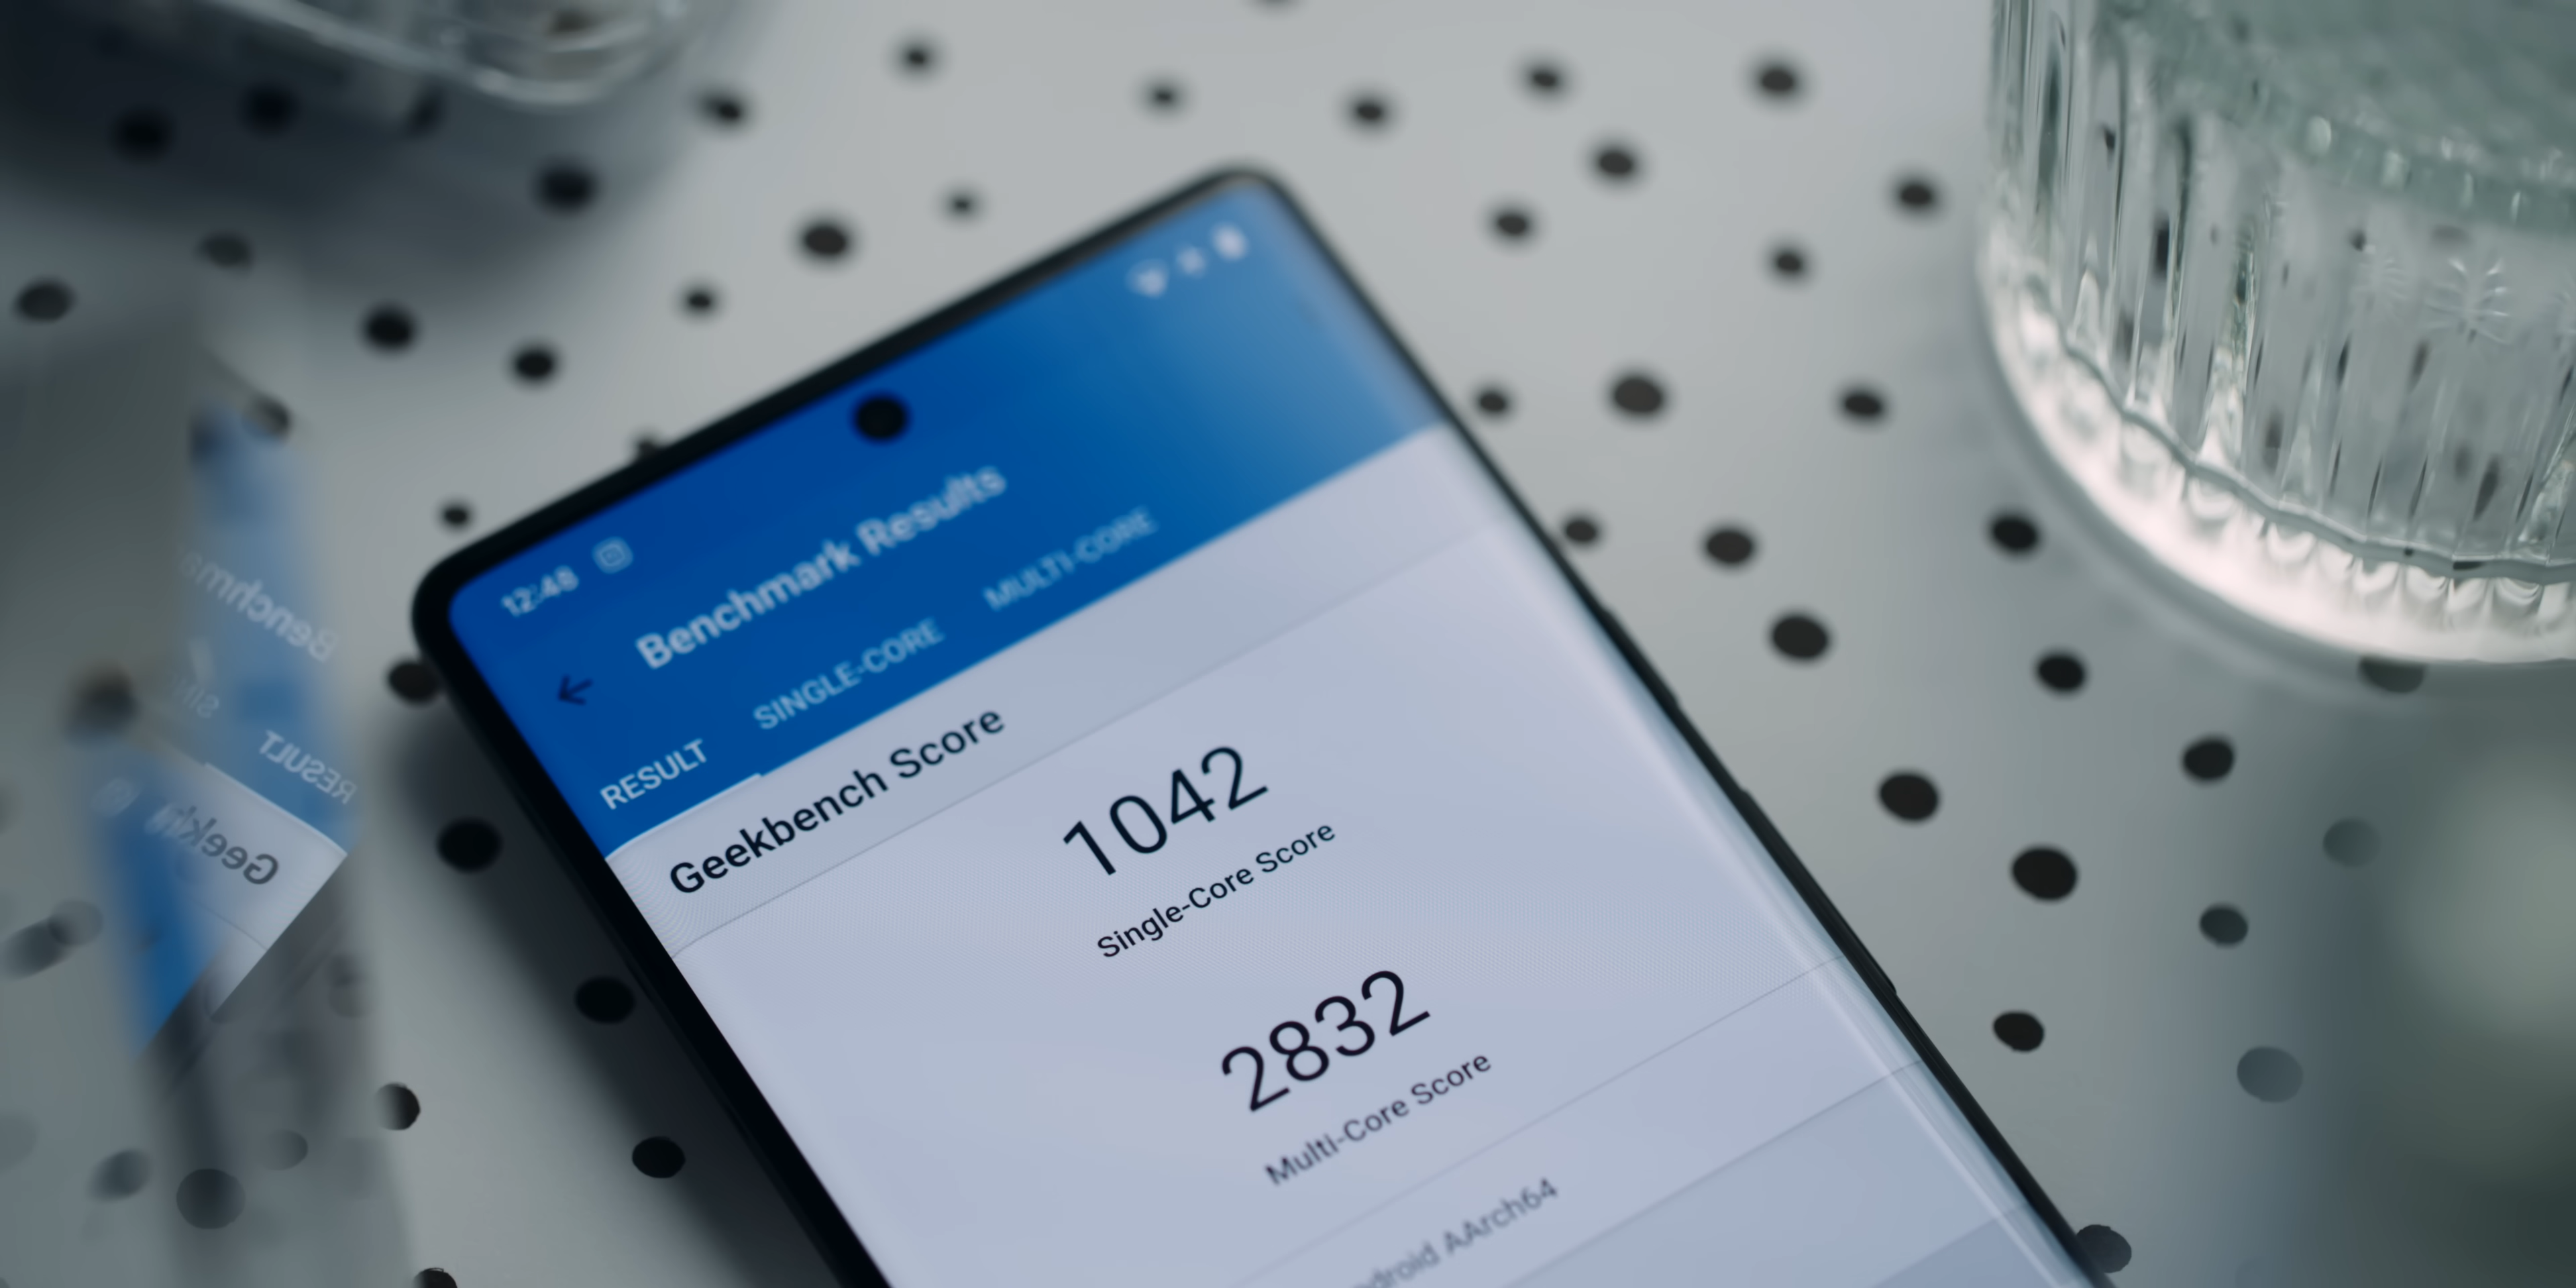 12:48
Benchmark Results
RESULT SINGLE-CORE MULTI-CORE
Geekbench Score
1042
Single-Core Score
2832
Multi-Core Score
AArch64